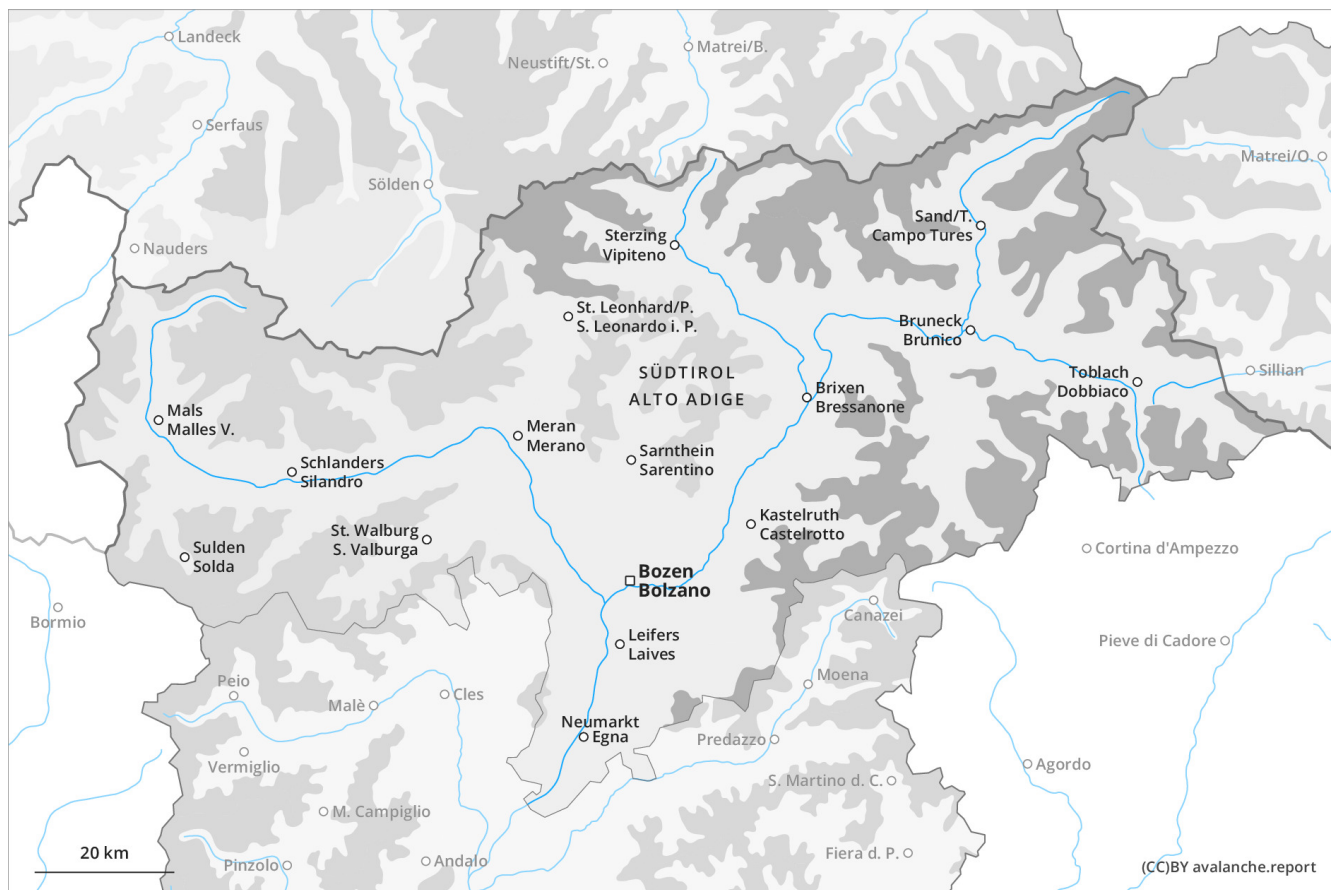 Landeck
Matrei/B.
Neustift/St.
Serfaus
Matrei/O.
Sölden
Sand/T.
Campo Tures
Nauders
Sterzing
Vipiteno
St. Leonhard/P.
S. Leonardo i. P.
Bruneck
Brunico
SÜDTIROL
ALTO ADIGE
Toblach
Dobbiaco
Sillian
Brixen
Bressanone
Mals
Malles V.
Meran
Merano
Sarnthein
Sarentino
Schlanders
Silandro
Kastelruth
Castelrotto
St. Walburg
S. Valburga
Sulden
Solda
Cortina d'Ampezzo
Bozen
Bolzano
Bormio
Canazei
Leifers
Laives
Pieve di Cadore
Peio
Moena
Malè
Cles
Neumarkt
Egna
Predazzo
Vermiglio
Agordo
S. Martino d. C.
M. Campiglio
20 km
Pinzolo
Andalo
Fiera d. P.
(CC)BY avalanche.report